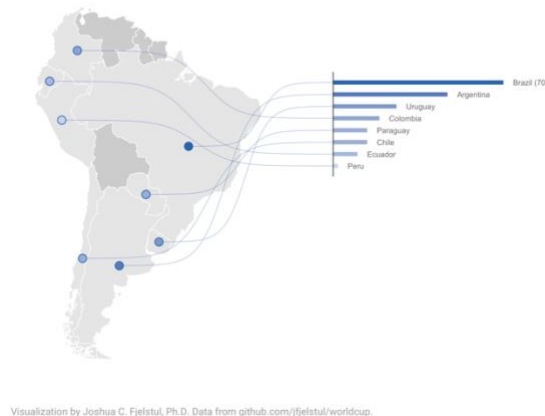 Brazil (70
Argentina
Uruguay
Colombia
Paraguay
Chile
Ecuador
Peru
Visualization by Joshua C. Fjelstul, Ph.D. Data from github.com/jfjelstul/worldcup.